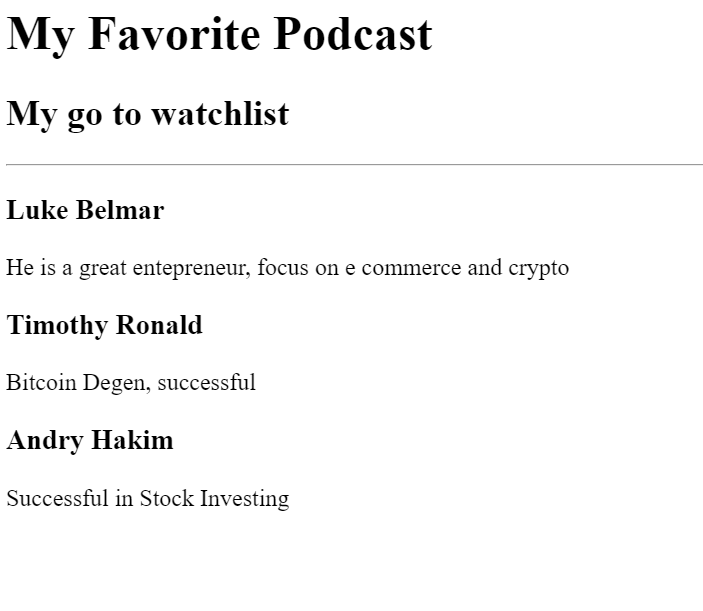 My Favorite Podcast
My go to watchlist
Luke Belmar
He is a great entepreneur, focus on e commerce and crypto
Timothy Ronald
Bitcoin Degen, successful
Andry Hakim
Successful in Stock Investing